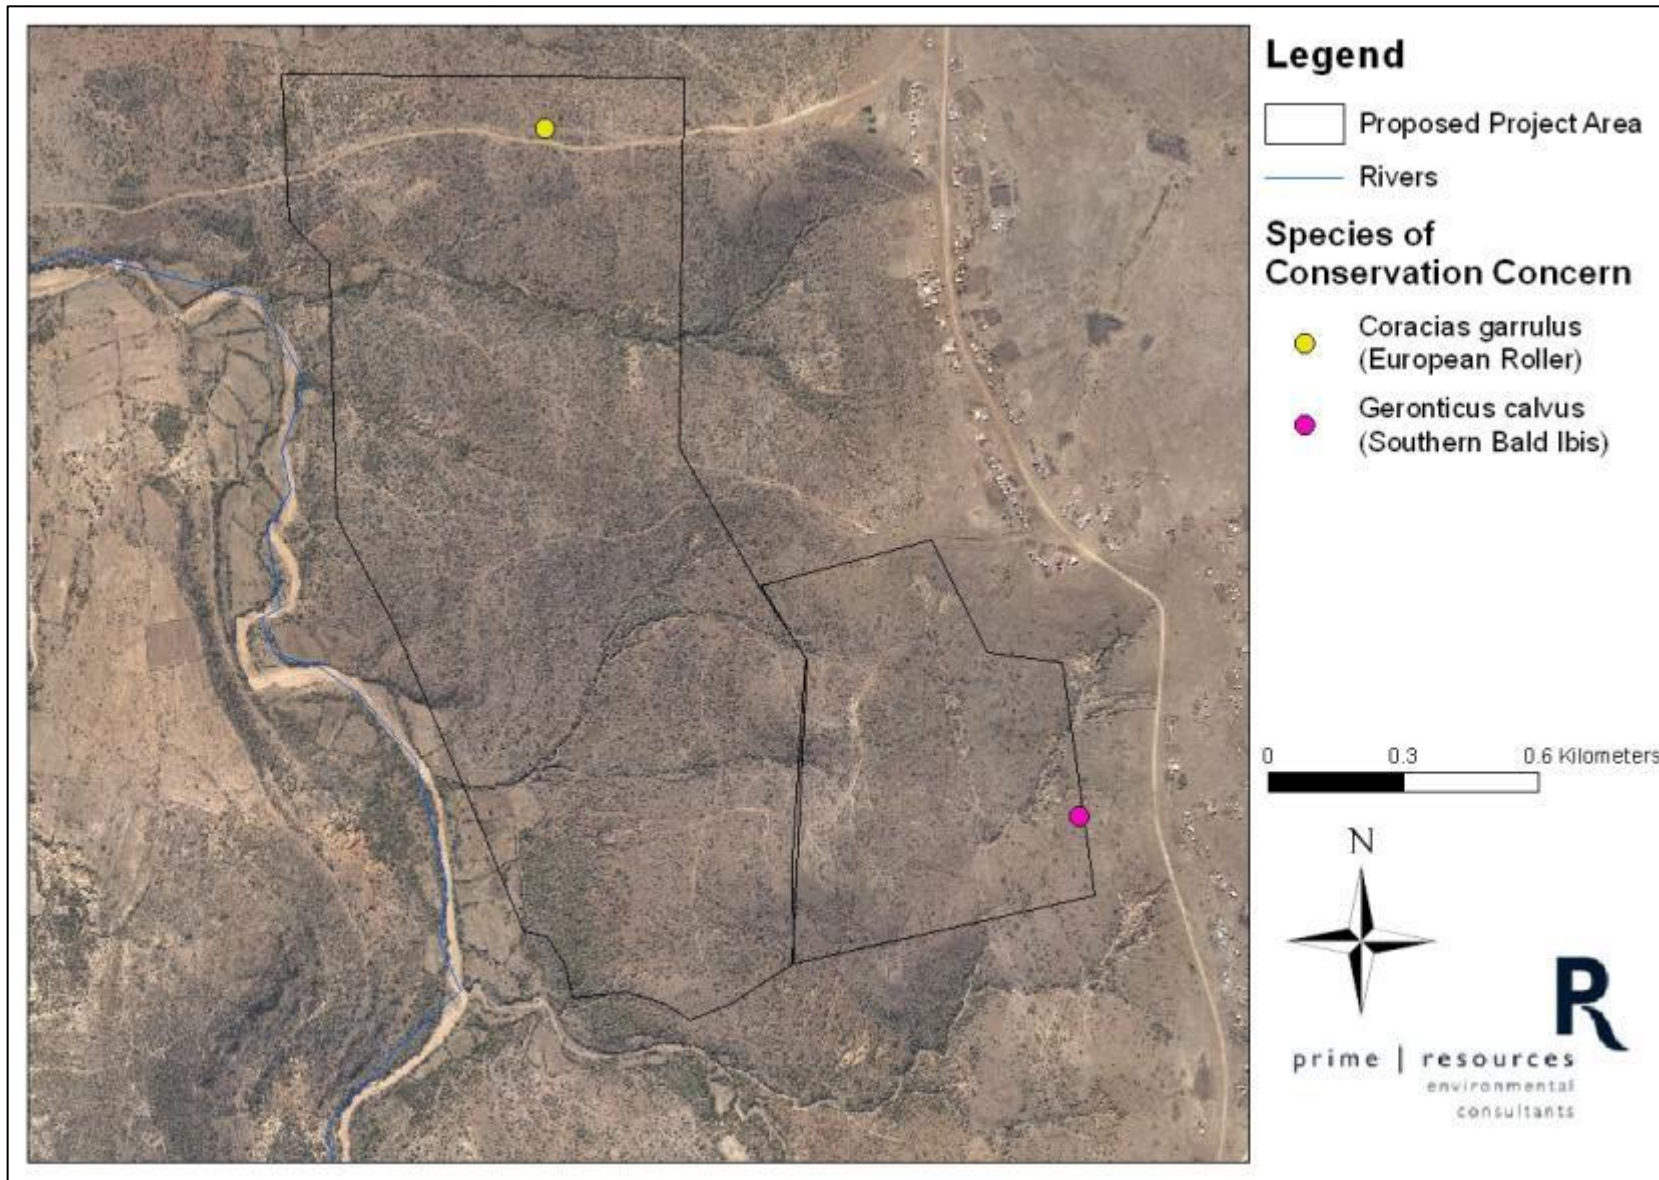 Legend
Proposed Project Area
Rivers
Species of
Conservation Concern
Coracias garrulus
(European Roller)
Geronticus calvus
(Southern Bald Ibis)
0 0.3 0.6 Kilometers
N
R
prime | resources
environmental
consultants